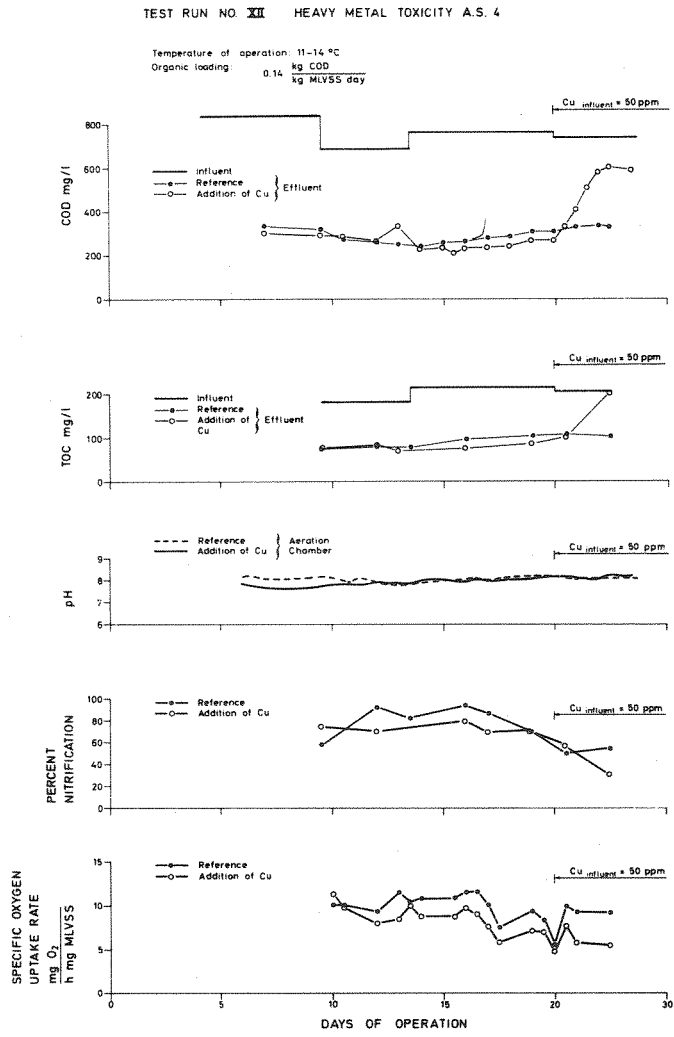 TEST RUN NO. XII HEAVY METAL TOXICITY A.S. 4
Temperature of operation: 11-14 °C
Organic loading: 0.14 kg COD
kg MLVSS day
Cu influent = 50 ppm
800
600
400
200
0
COD mg/l
Influent
Reference
Addition of Cu
Effluent
Cu influent = 50 ppm
200
100
0
TOC mg/l
Influent
Reference
Addition of
Cu
Effluent
Reference
Addition of Cu
Aeration
Chamber
Cu influent = 50 ppm
9
8
7
6
pH
100
80
60
40
20
0
PERCENT
NITRIFICATION
Reference
Addition of Cu
Cu influent = 50 ppm
15
10
5
0
SPECIFIC OXYGEN
UPTAKE RATE
mg O2
h mg MLVSS
Reference
Addition of Cu
Cu influent = 50 ppm
0 5 10 15 20 30
DAYS OF OPERATION